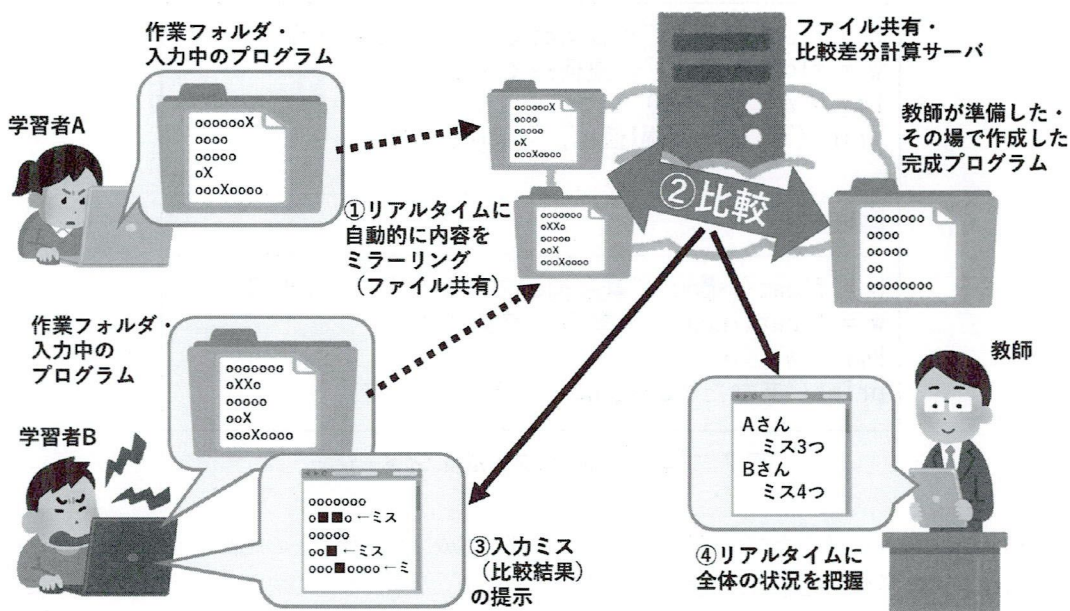 作業フォルダ・
入力中のプログラム
ooooooX
oooo
ooooo
oX
oooXoooo
学習者A
ooooooX
oooo
ooooo
oX
oooXoooo
ファイル共有・
比較差分計算サーバ
教師が準備した・
その場で作成した
完成プログラム
ooooooo
oooo
ooooo
oo
oooooooo
②比較
①リアルタイムに
自動的に内容を
ミラーリング
(ファイル共有)
ooooooo
oXXo
ooooo
ooX
oooXoooo
作業フォルダ・
入力中の
プログラム
ooooooo
oXXo
ooooo
ooX
oooXoooo
学習者B
ooooooo
o■■o ←ミス
ooooo
oo■ ←ミス
ooo■oooo ←ミ
③入力ミス
(比較結果)
の提示
教師
Aさん
ミス3つ
Bさん
ミス4つ
④リアルタイムに
全体の状況を把握